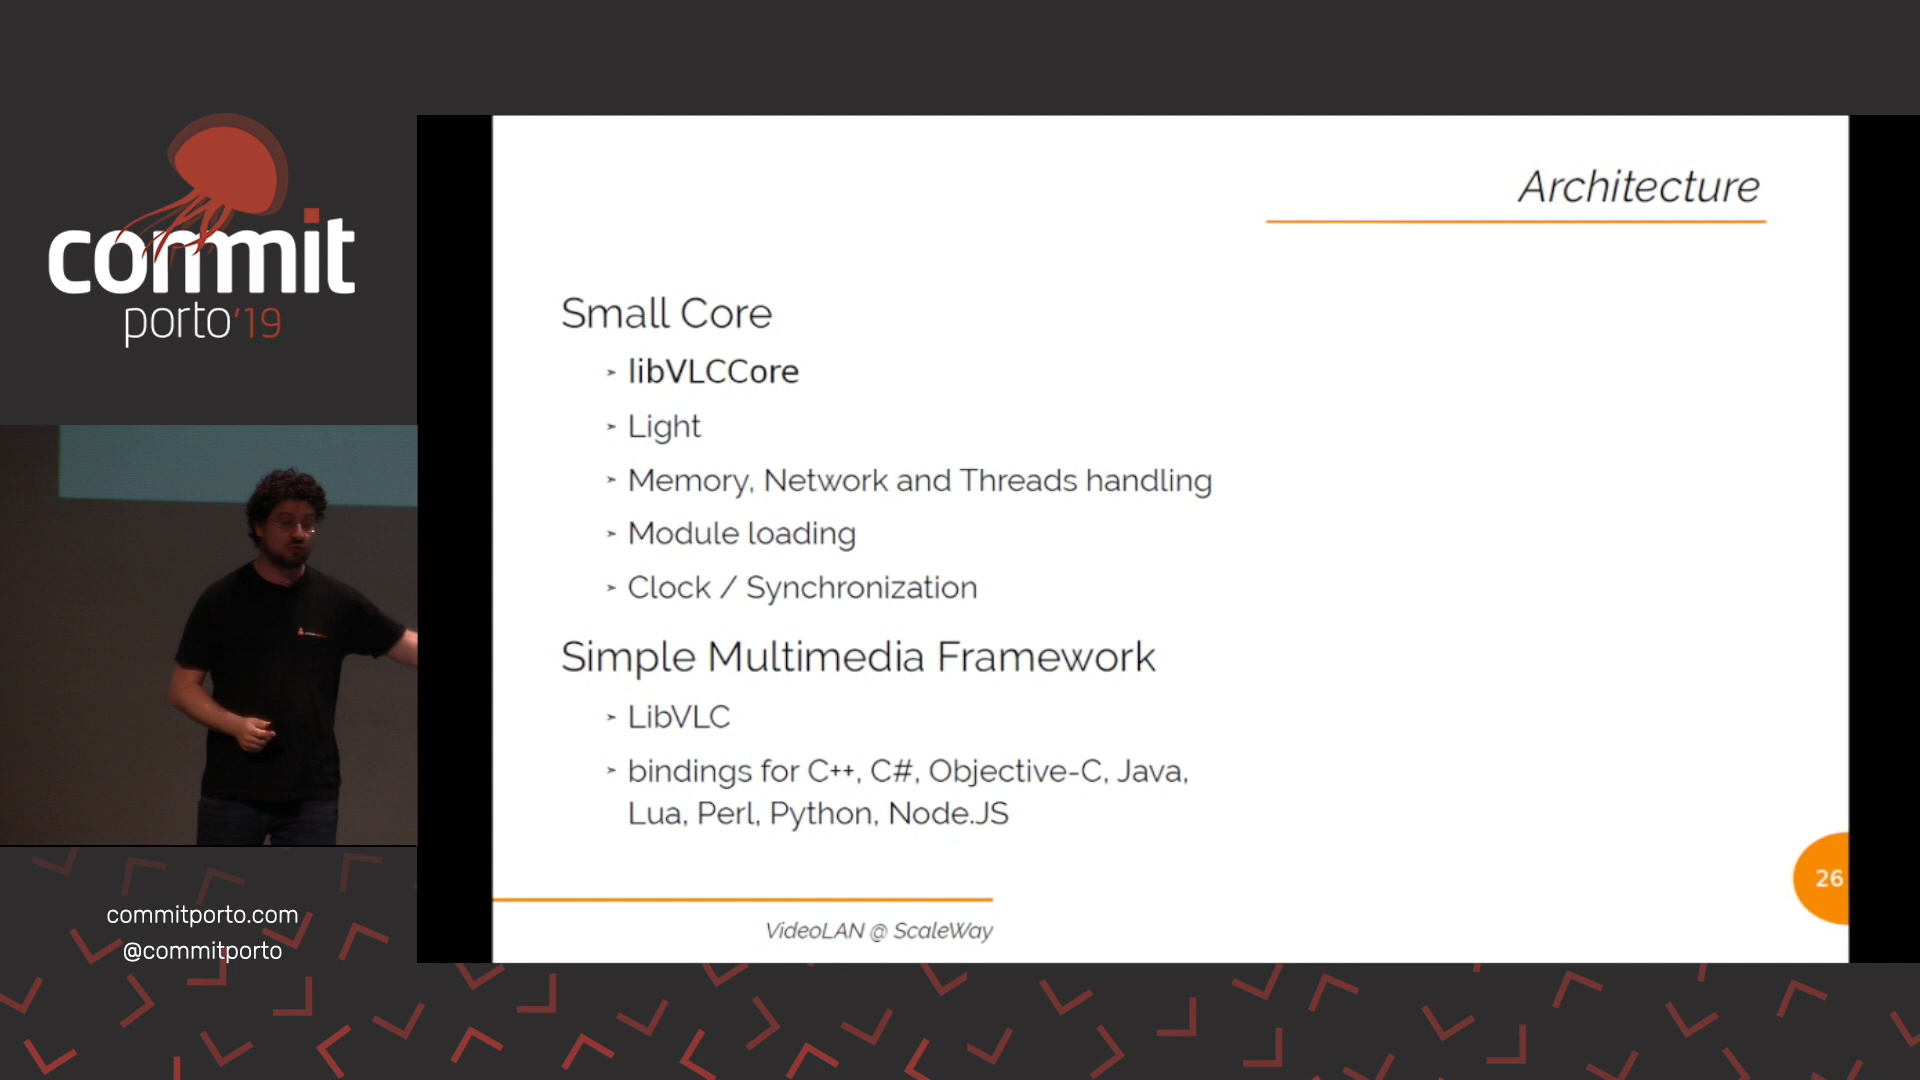 commit
porto'19
Architecture
Small Core
➢ libVLCCore
➢ Light
➢ Memory, Network and Threads handling
➢ Module loading
➢ Clock / Synchronization
Simple Multimedia Framework
➢ LibVLC
➢ bindings for C++, C#, Objective-C, Java,
Lua, Perl, Python, Node.JS
26
VideoLAN @ ScaleWay
commitporto.com
@commitporto